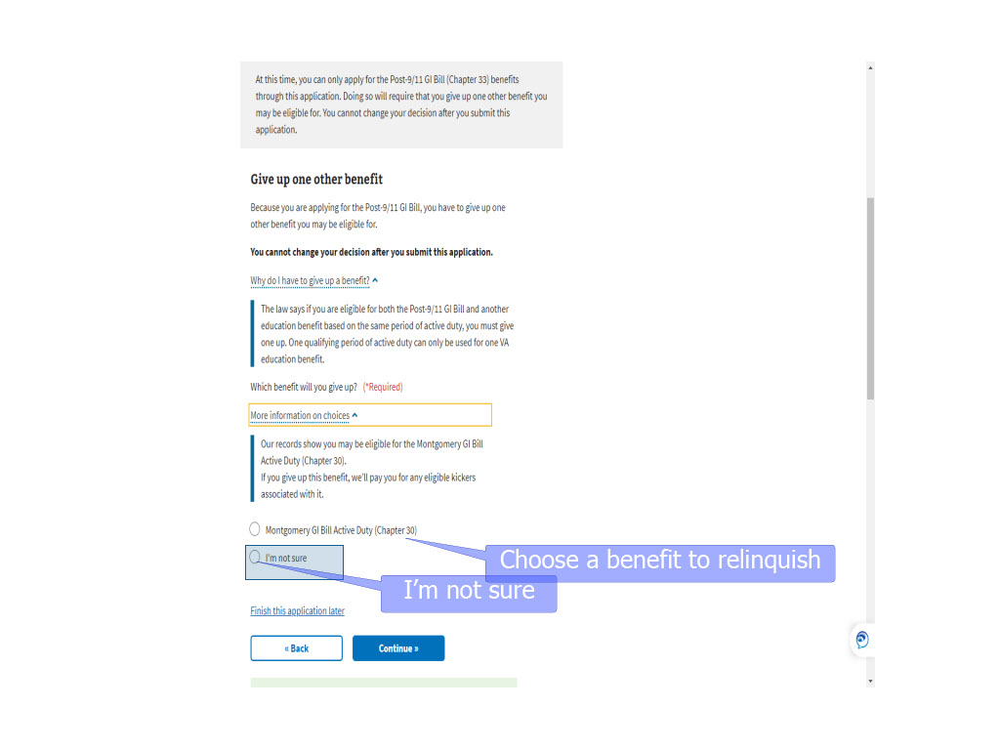 At this time, you can only apply for the Post-9/11 GI Bill (Chapter 33) benefits
through this application. Doing so will require that you give up one other benefit you
may be eligible for. You cannot change your decision after you submit this
application.
Give up one other benefit
Because you are applying for the Post-9/11 GI Bill, you have to give up one
other benefit you may be eligible for.
You cannot change your decision after you submit this application.
Why do I have to give up a benefit?
The law says if you are eligible for both the Post-9/11 GI Bill and another
education benefit based on the same period of active duty, you must give
one up. One qualifying period of active duty can only be used for one VA
education benefit.
Which benefit will you give up? (*Required)
More information on choices
Our records show you may be eligible for the Montgomery GI Bill
Active Duty (Chapter 30).
If you give up this benefit, we'll pay you for any eligible kickers
associated with it.
Montgomery GI Bill Active Duty (Chapter 30)
Choose a benefit to relinquish
I'm not sure
I’m not sure
Finish this application later
« Back
Continue »